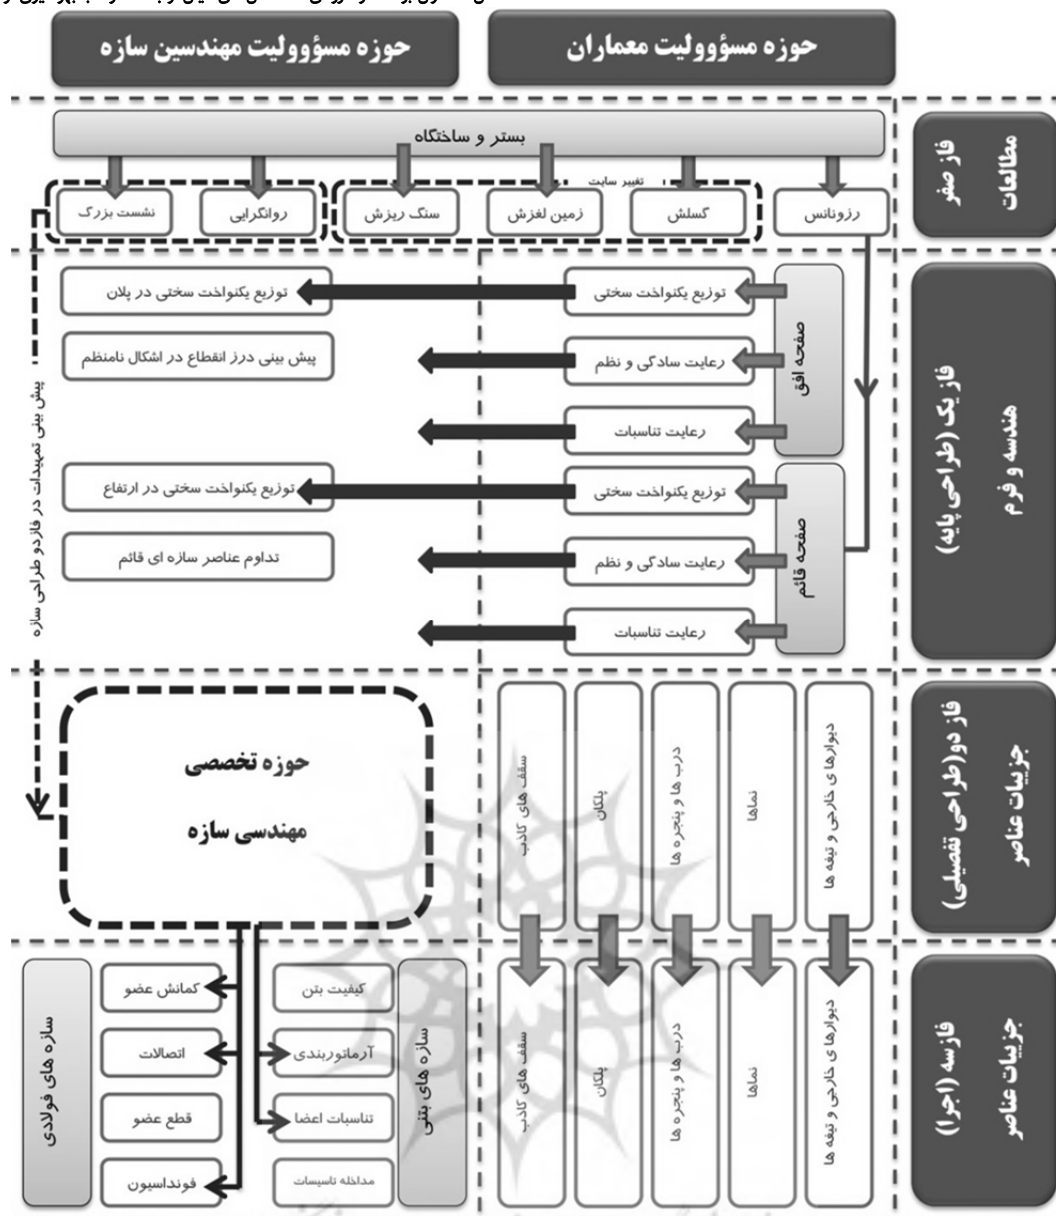 حوزه مسؤوولیت معماران
حوزه مسؤوولیت مهندسین سازه
مطالعات
فاز صفر
بستر و ساختگاه
تغییر سایت
رزونانس
گسلش
زمین لغزش
سنگ ریزش
روانگرایی
نشست بزرگ
هندسه و فرم
فاز یک (طراحی پایه)
صفحه افق
توزیع یکنواخت سختی
توزیع یکنواخت سختی در پلان
رعایت سادگی و نظم
پیش بینی درز انقطاع در اشکال نامنظم
رعایت تناسبات
صفحه قائم
توزیع یکنواخت سختی
توزیع یکنواخت سختی در ارتفاع
رعایت سادگی و نظم
تداوم عناصر سازه ای قائم
رعایت تناسبات
پیش بینی تمهیدات در فاز دو طراحی سازه
جزییات عناصر
فاز دو(طراحی تفصیلی)
دیوارها ی خارجی و تیغه ها
نماها
درب ها و پنجره ها
پلکان
سقف های کاذب
حوزه تخصصی
مهندسی سازه
جزییات عناصر
فازسه (اجرا)
دیوارها ی خارجی و تیغه ها
نماها
درب ها و پنجره ها
پلکان
سقف های کاذب
سازه های بتنی
کیفیت بتن
آرماتوربندی
تناسبات اعضا
مداخله تاسیسات
کمانش عضو
اتصالات
قطع عضو
فونداسیون
سازه های فولادی